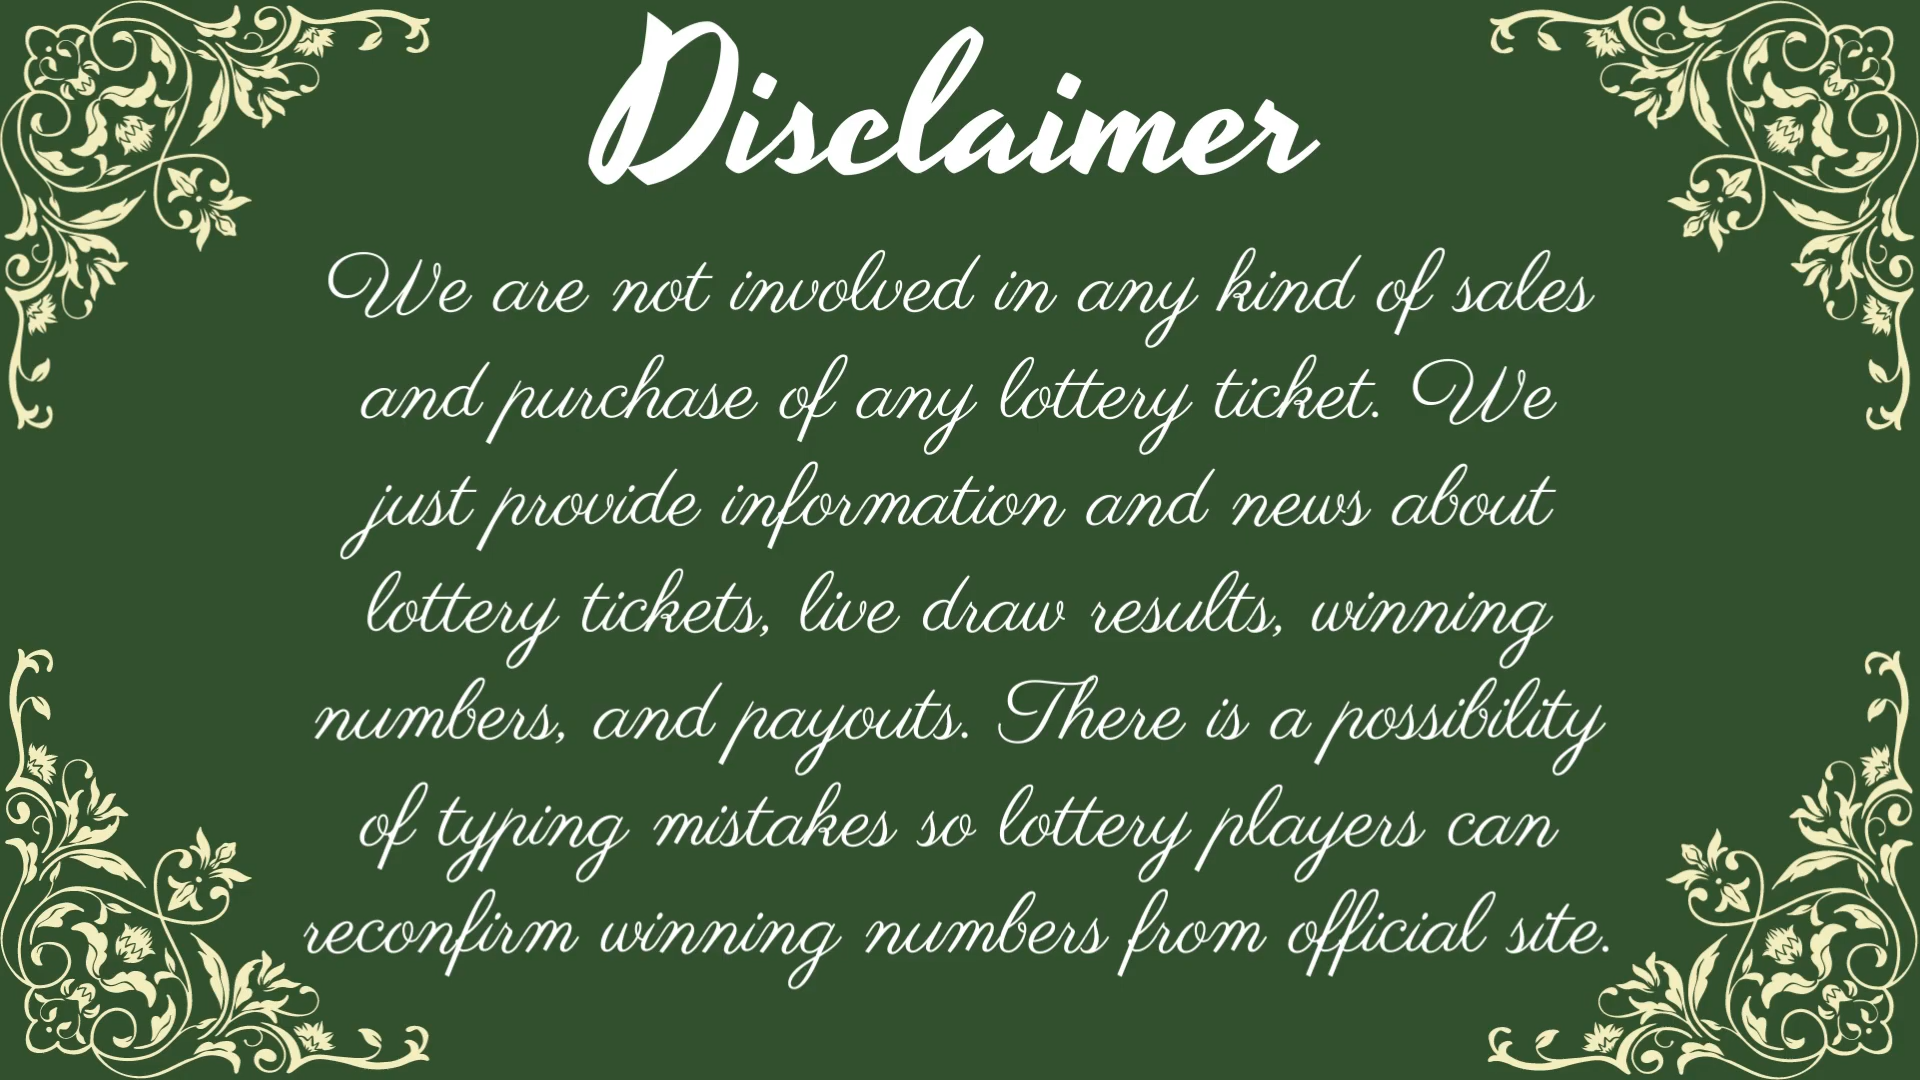 Disclaimer
We are not involved in any kind of sales
and purchase of any lottery ticket. We
just provide information and news about
lottery tickets, live draw results, winning
numbers, and payouts. There is a possibility
of typing mistakes so lottery players can
reconfirm winning numbers from official site.